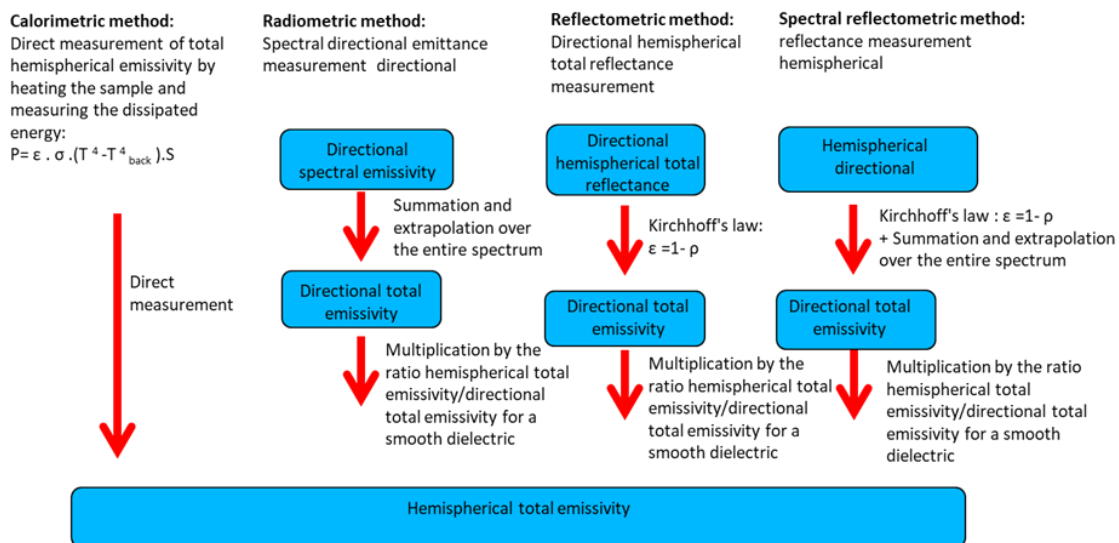 Calorimetric method:
Direct measurement of total
hemispherical emissivity by
heating the sample and
measuring the dissipated
energy:
P= ε . σ .(T ⁴ -T ⁴ back ).S
Direct
measurement
Radiometric method:
Spectral directional emittance
measurement directional
Directional
spectral emissivity
Summation and
extrapolation over
the entire spectrum
Directional total
emissivity
Multiplication by the
ratio hemispherical total
emissivity/directional
total emissivity for a
smooth dielectric
Reflectometric method:
Directional hemispherical
total reflectance
measurement
Directional
hemispherical total
reflectance
Kirchhoff's law:
ε =1- ρ
Directional total
emissivity
Multiplication by the
ratio hemispherical total
emissivity/directional
total emissivity for a
smooth dielectric
Spectral reflectometric method:
reflectance measurement
hemispherical
Hemispherical
directional
Kirchhoff's law : ε =1- ρ
+ Summation and extrapolation
over the entire spectrum
Directional total
emissivity
Multiplication by the ratio
hemispherical total
emissivity/directional total
emissivity for a smooth
dielectric
Hemispherical total emissivity